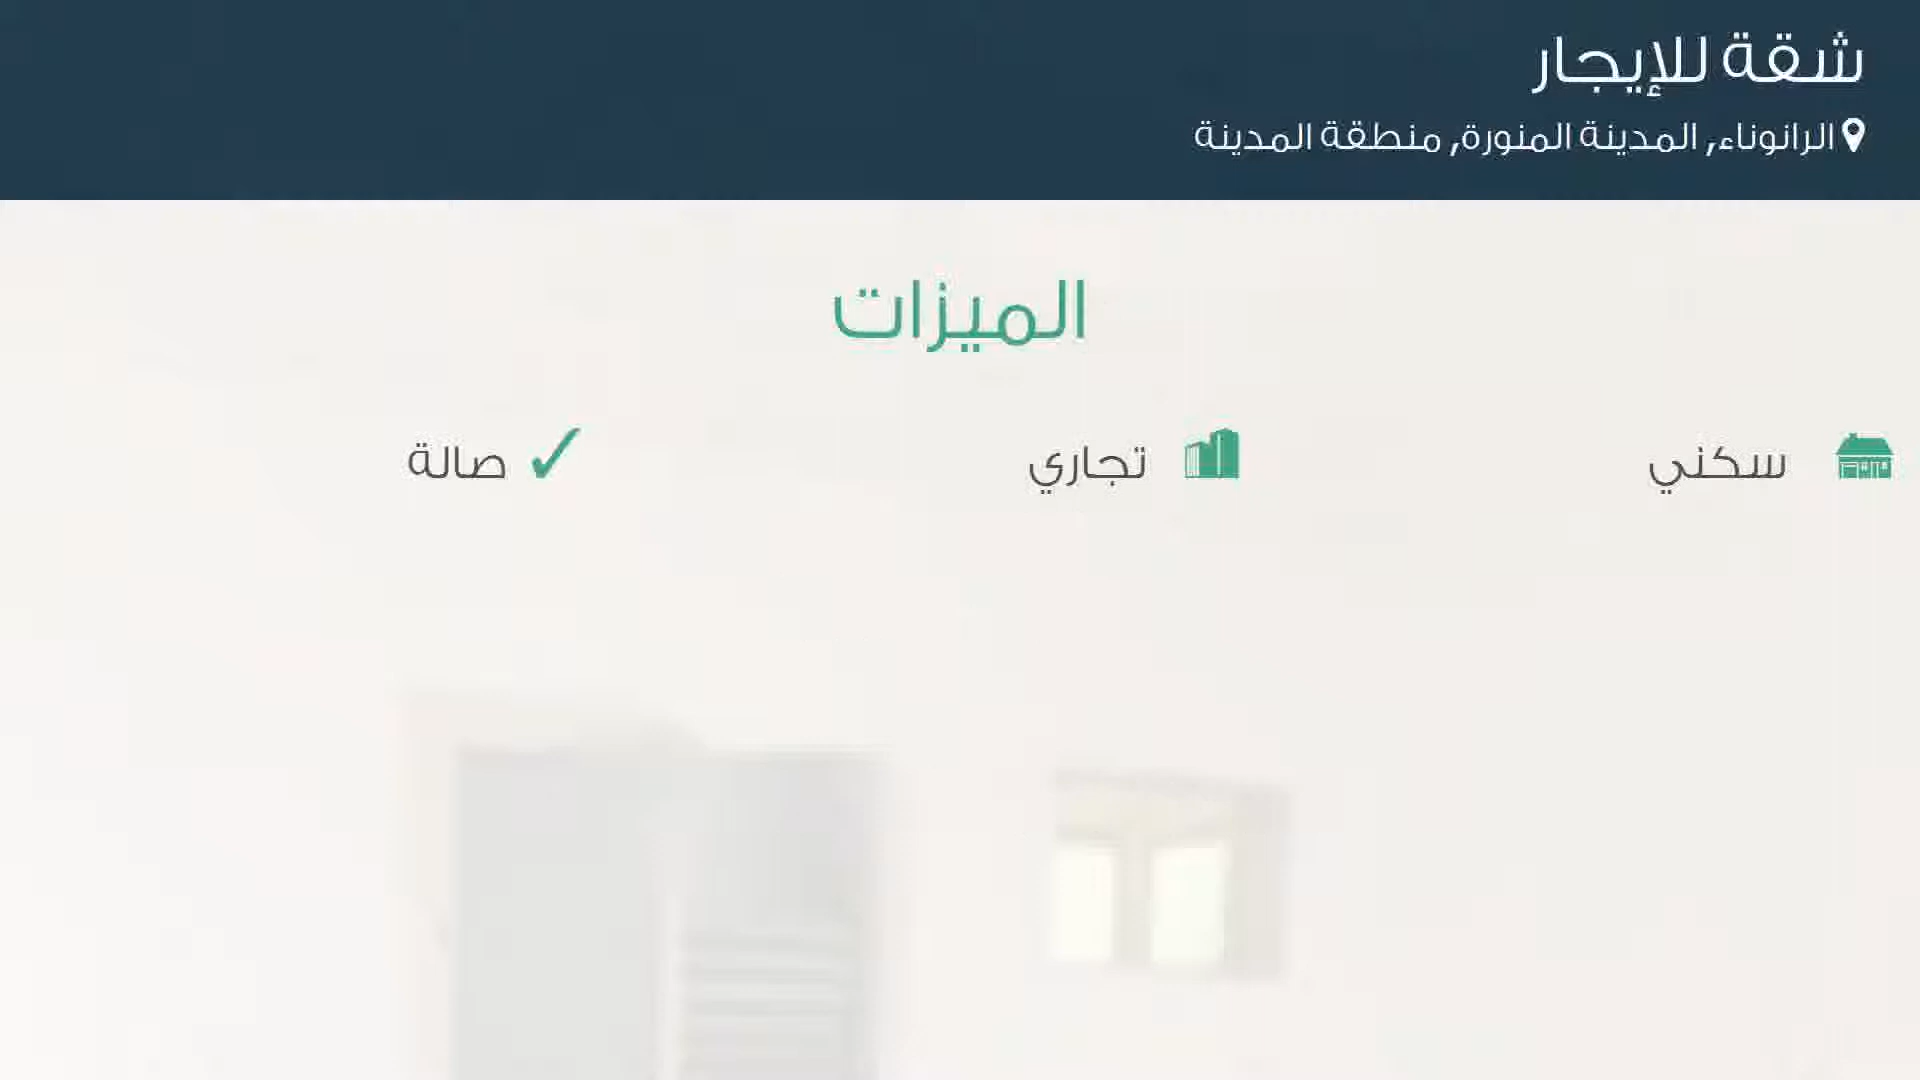 شقة للإيجار
الرانوناء, المدينة المنورة, منطقة المدينة
الميزات
سكني
تجاري
صالة